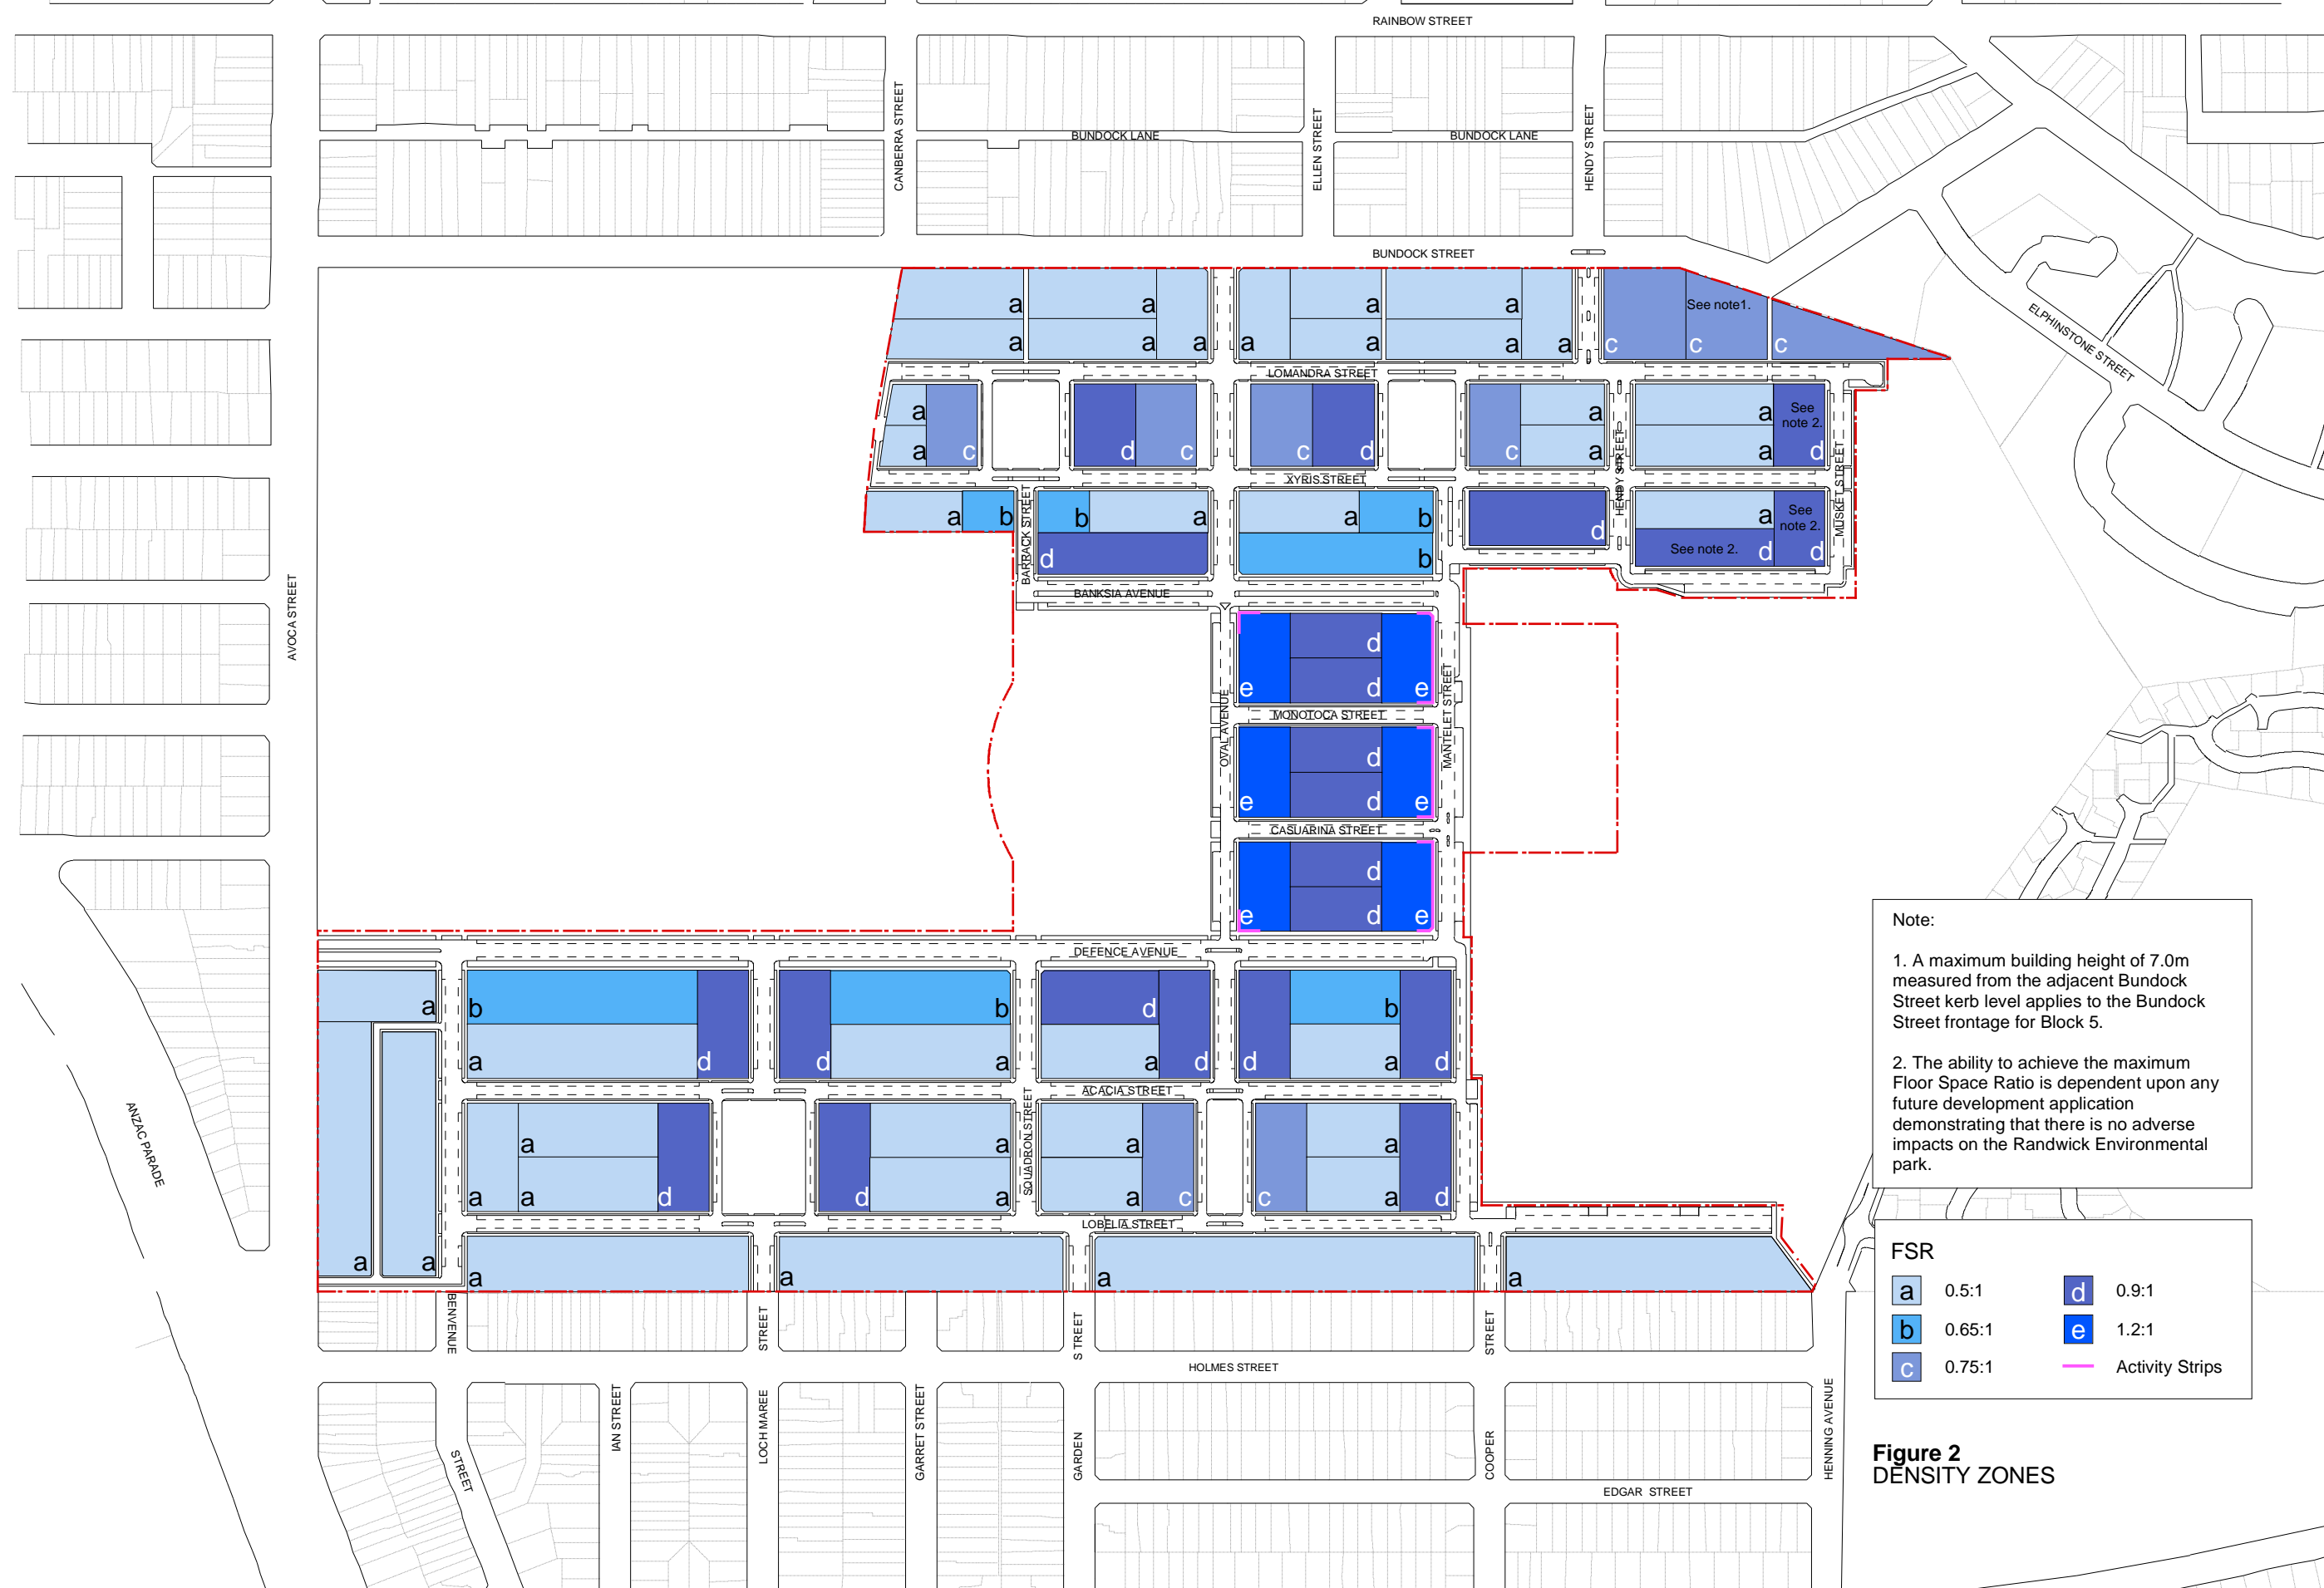 RAINBOW STREET
CANBERRA STREET
BUNDOCK LANE
ELLEN STREET
BUNDOCK LANE
HENDY STREET
BUNDOCK STREET
ELPHINSTONE STREET
a
a
a
a
See note1.
a
a
a
a
a
a
a
c
c
c
LOMANDRA STREET
a
a
a
See
note 2.
a
c
d
c
c
d
c
a
a
d
HENDY STREET
MUSKET STREET
XYRIS STREET
a
b
b
a
a
b
d
a
See
note 2.
BARRACK STREET
d
b
See note 2.
d
d
BANKSIA AVENUE
AVOCA STREET
d
e
d
e
OVAL AVENUE
MONOTOCA STREET
MANTELET STREET
d
e
d
e
CASUARINA STREET
d
e
d
e
DEFENCE AVENUE
a
b
b
d
b
a
d
d
a
a
d
d
a
d
ACACIA STREET
SQUADRON STREET
a
a
a
a
a
a
d
d
a
a
c
c
a
d
LOBELIA STREET
a
a
a
a
a
a
ANZAC PARADE
BENVENUE
STREET
STREET
S TREET
STREET
HOLMES STREET
IAN STREET
LOCH MAREE
GARRET STREET
GARDEN
COOPER
HENNING AVENUE
EDGAR STREET
Note:
1. A maximum building height of 7.0m
measured from the adjacent Bundock
Street kerb level applies to the Bundock
Street frontage for Block 5.
2. The ability to achieve the maximum
Floor Space Ratio is dependent upon any
future development application
demonstrating that there is no adverse
impacts on the Randwick Environmental
park.
FSR
a 0.5:1
d 0.9:1
b 0.65:1
e 1.2:1
c 0.75:1
Activity Strips
Figure 2
DENSITY ZONES